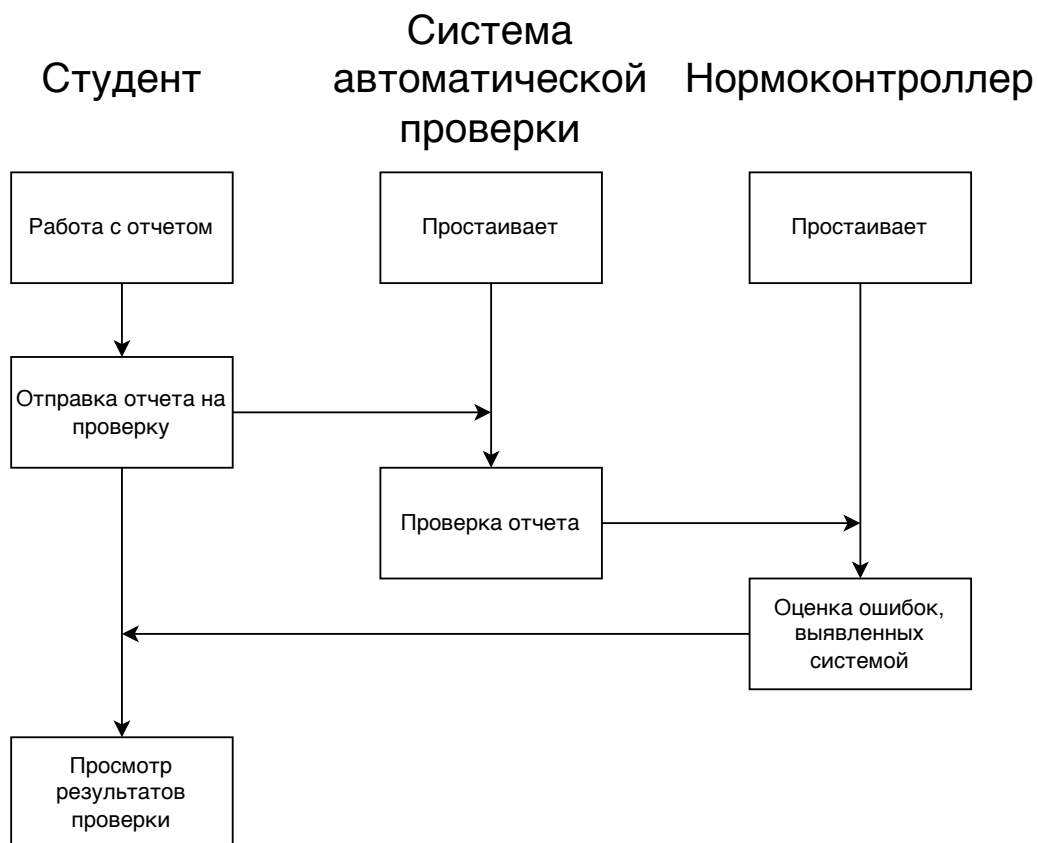 Студент
Система
автоматической
проверки
Нормоконтроллер
Работа с отчетом
Простаивает
Простаивает
Отправка отчета на
проверку
Проверка отчета
Оценка ошибок,
выявленных
системой
Просмотр
результатов
проверки